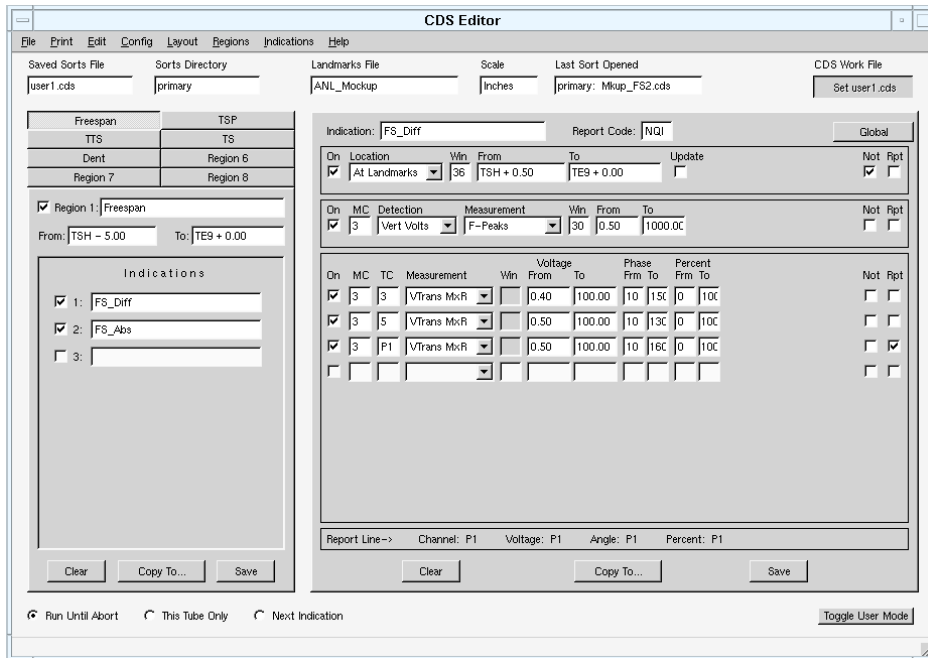 CDS Editor
File Print Edit Config Layout Regions Indications Help
Saved Sorts File Sorts Directory Landmarks File Scale Last Sort Opened CDS Work File
user1.cds primary ANL_Mockup Inches primary: Mkup_FS2.cds Set user1.cds
Freespan TSP
TTS TS
Dent Region 6
Region 7 Region 8
Region 1: Freespan
From: TSH - 5.00 To: TE9 + 0.00
Indications
1: FS_Diff
2: FS_Abs
3:
Clear Copy To... Save
Indication: FS_Diff Report Code: NQI Global
On Location Win From To Update Not Rpt
At Landmarks 36 TSH + 0.50 TE9 + 0.00
On MC Detection Measurement Win From To Not Rpt
3 Vert Volts F-Peaks 30 0.50 1000.00
Voltage Phase Percent
On MC TC Measurement Win From To Frm To Frm To Not Rpt
3 3 VTrans MxR 0.40 100.00 10 150 0 100
3 5 VTrans MxR 0.50 100.00 10 130 0 100
3 P1 VTrans MxR 0.50 100.00 10 160 0 100
Report Line-> Channel: P1 Voltage: P1 Angle: P1 Percent: P1
Clear Copy To... Save
Run Until Abort This Tube Only Next Indication Toggle User Mode